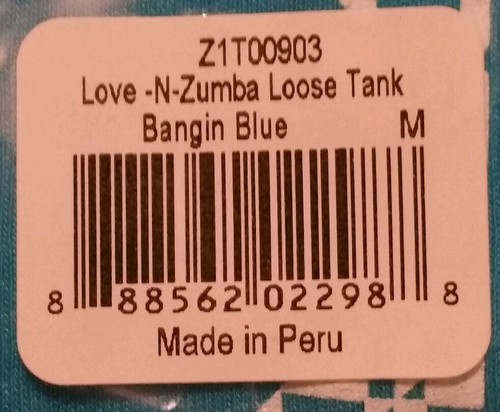 Z1T00903
Love -N-Zumba Loose Tank
Bangin Blue M
8 88562 02298 8
Made in Peru